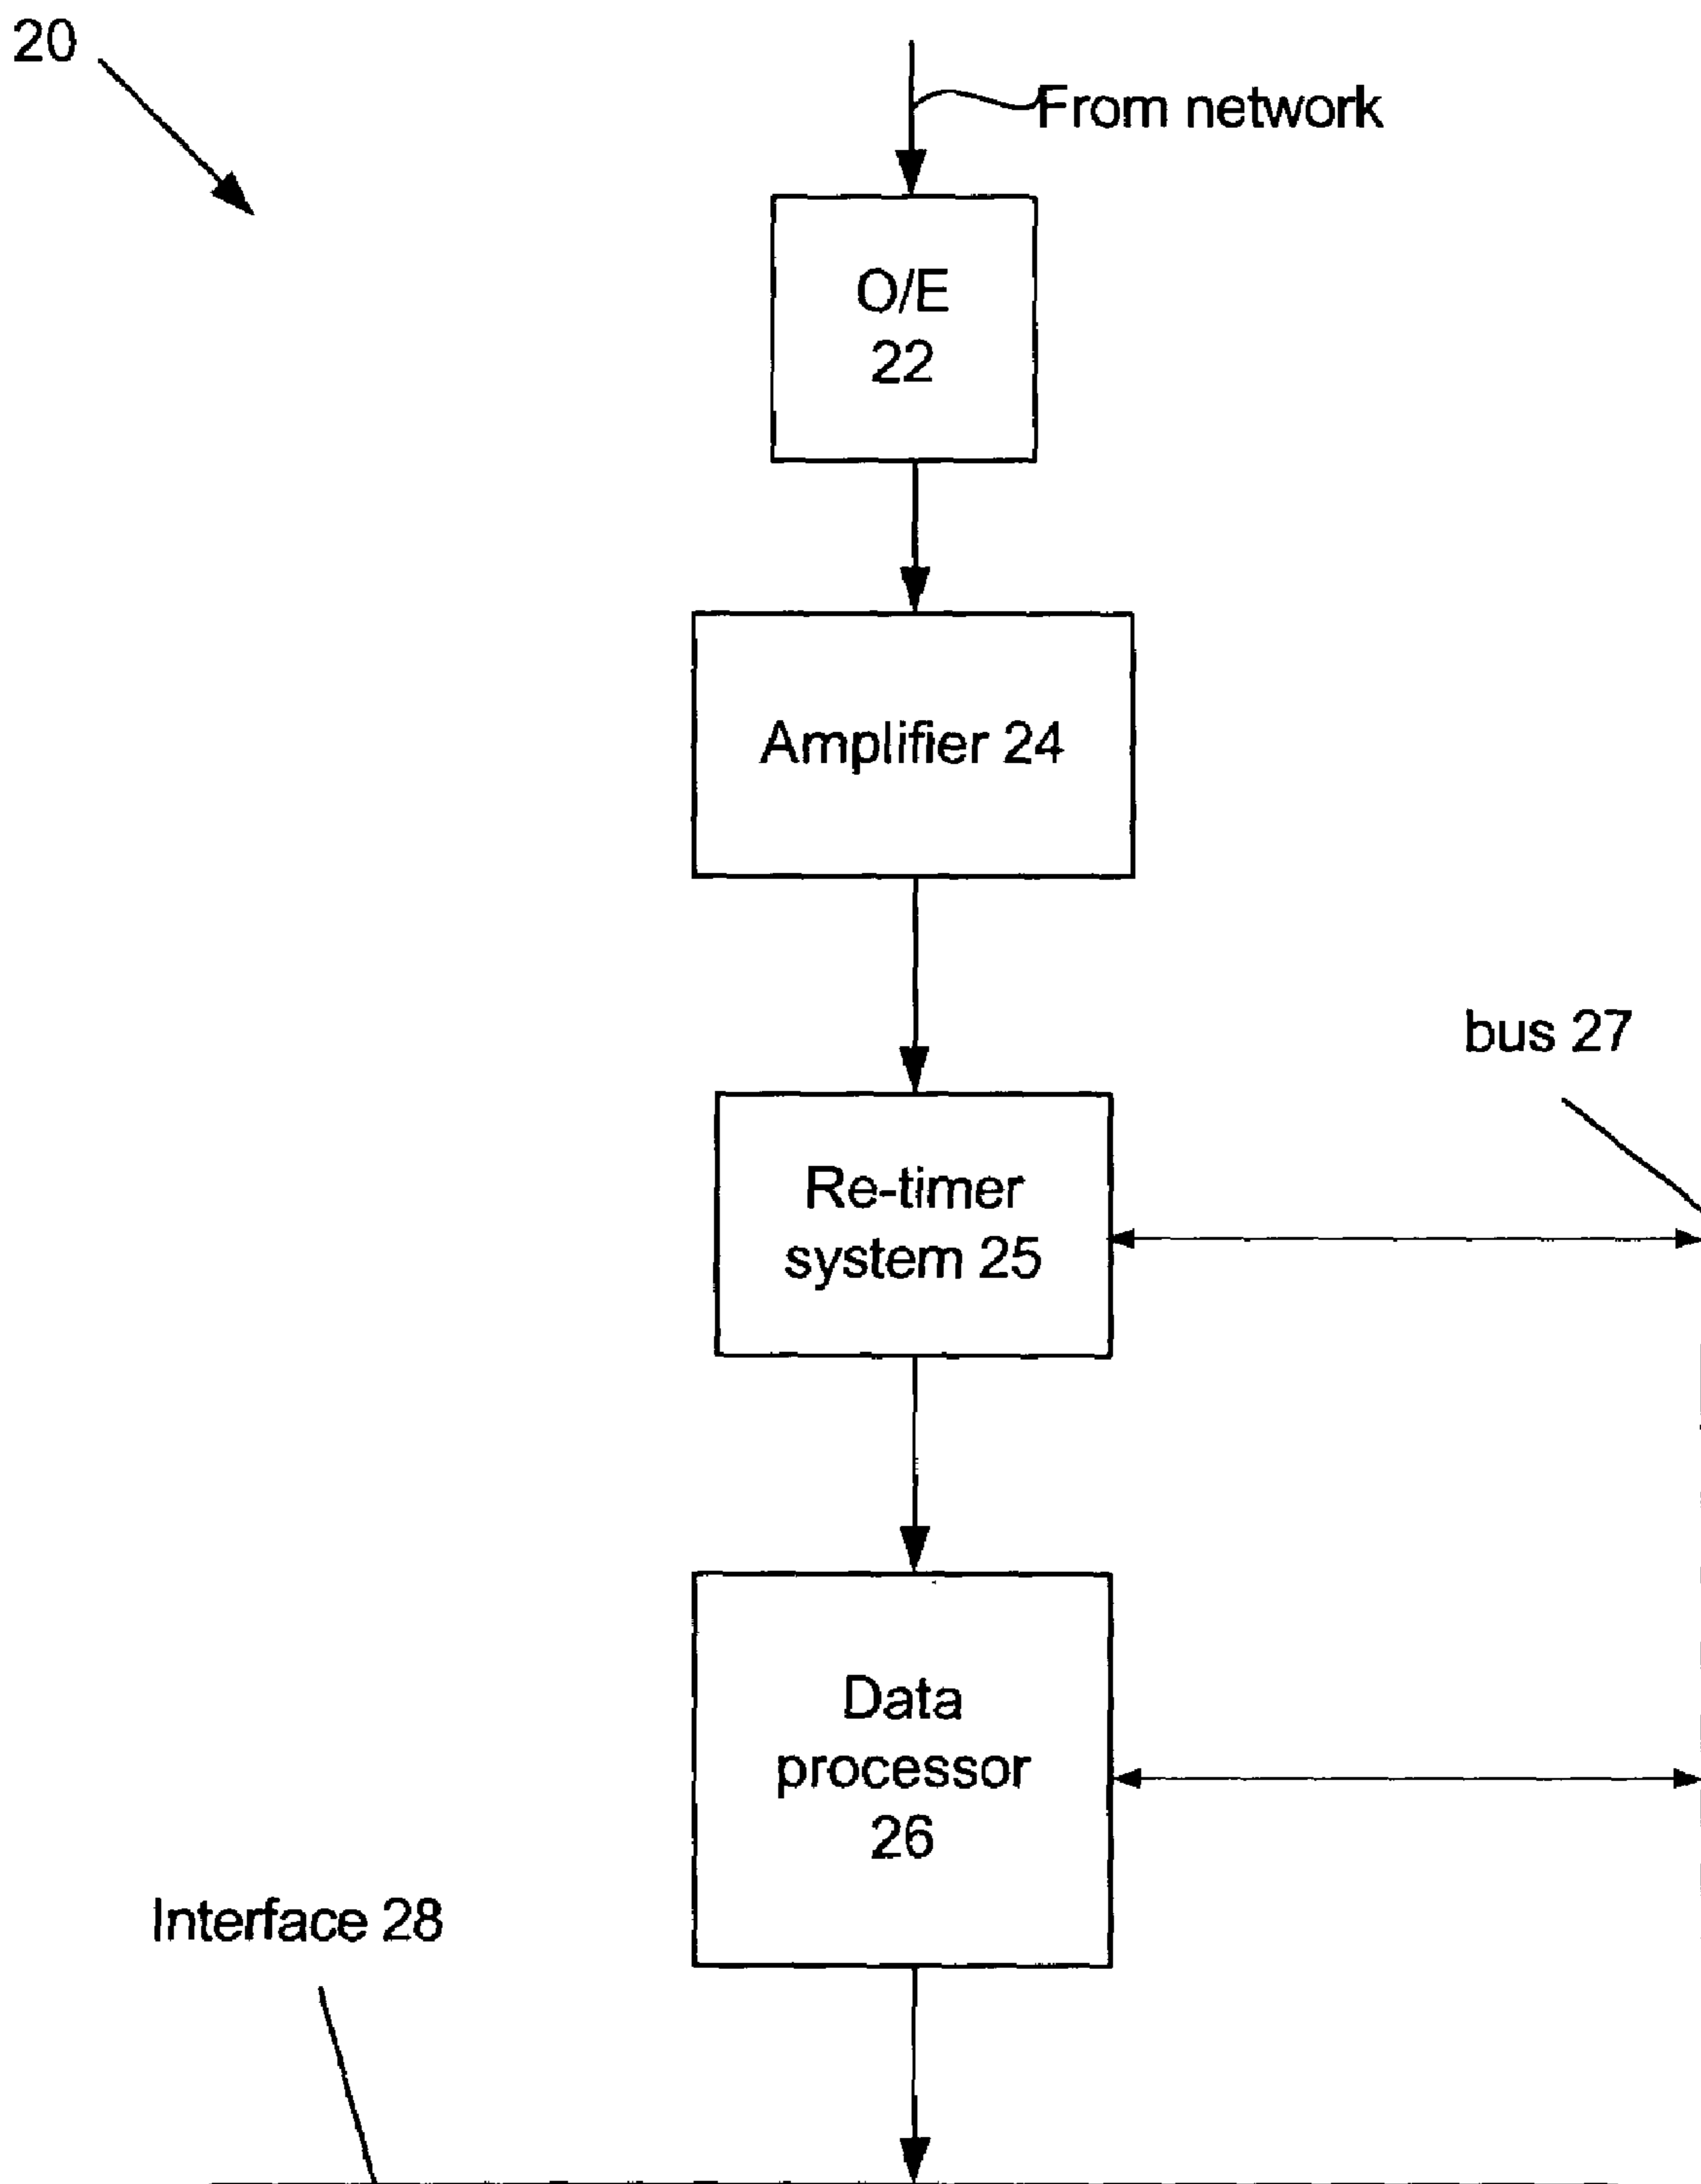 20
From network
O/E
22
Amplifier 24
bus 27
Re-timer
system 25
Data
processor
26
Interface 28